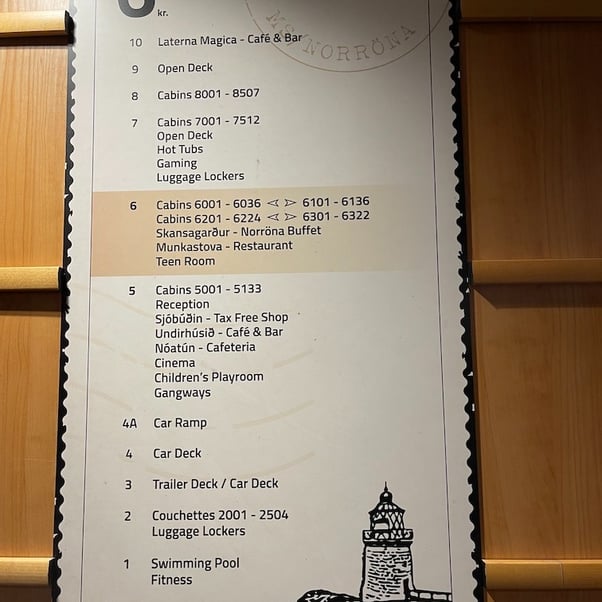 6
kr.
MS/NORRÖNA
10 Laterna Magica - Café & Bar
9 Open Deck
8 Cabins 8001 - 8507
7 Cabins 7001 - 7512
Open Deck
Hot Tubs
Gaming
Luggage Lockers
6 Cabins 6001 - 6036 ⮘ ⮚ 6101 - 6136
Cabins 6201 - 6224 ⮘ ⮚ 6301 - 6322
Skansagarður - Norröna Buffet
Munkastova - Restaurant
Teen Room
5 Cabins 5001 - 5133
Reception
Sjóbúðin - Tax Free Shop
Undirhúsið - Café & Bar
Nóatún - Cafeteria
Cinema
Children's Playroom
Gangways
4A Car Ramp
4 Car Deck
3 Trailer Deck / Car Deck
2 Couchettes 2001 - 2504
Luggage Lockers
1 Swimming Pool
Fitness